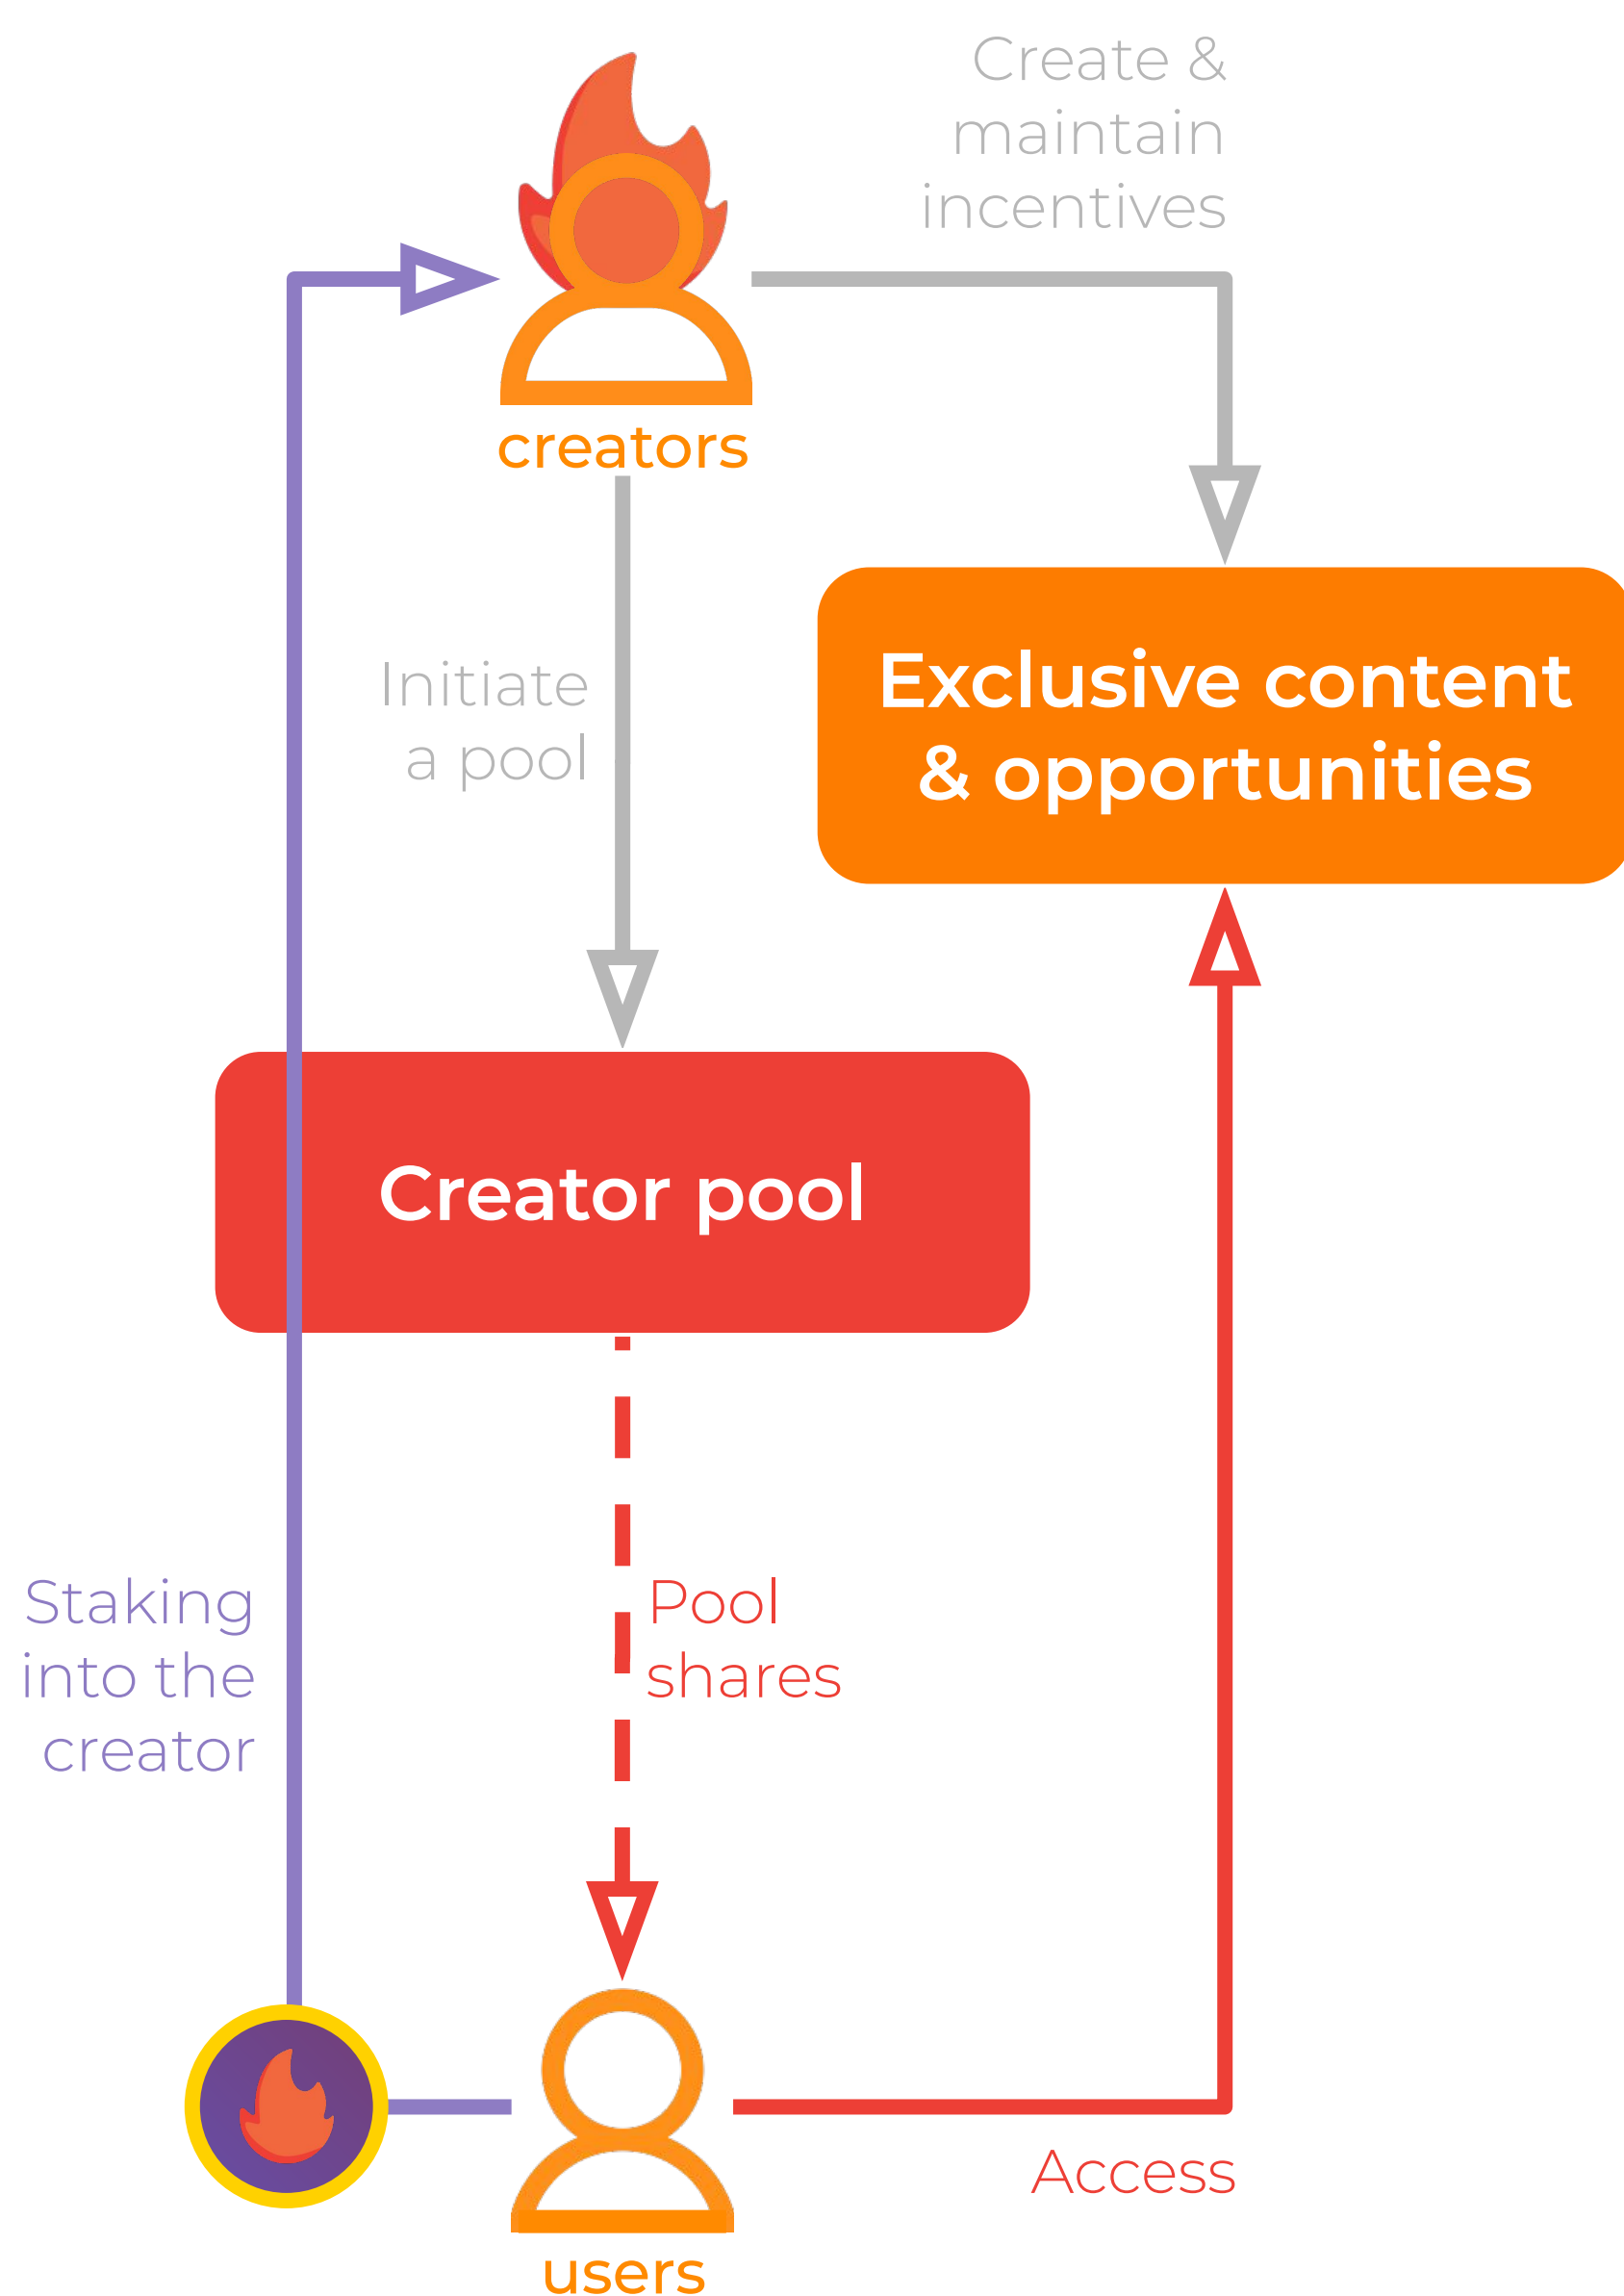 Create &
maintain
incentives
creators
Initiate
a pool
Exclusive content
& opportunities
Creator pool
Staking
into the
creator
Pool
shares
Access
users